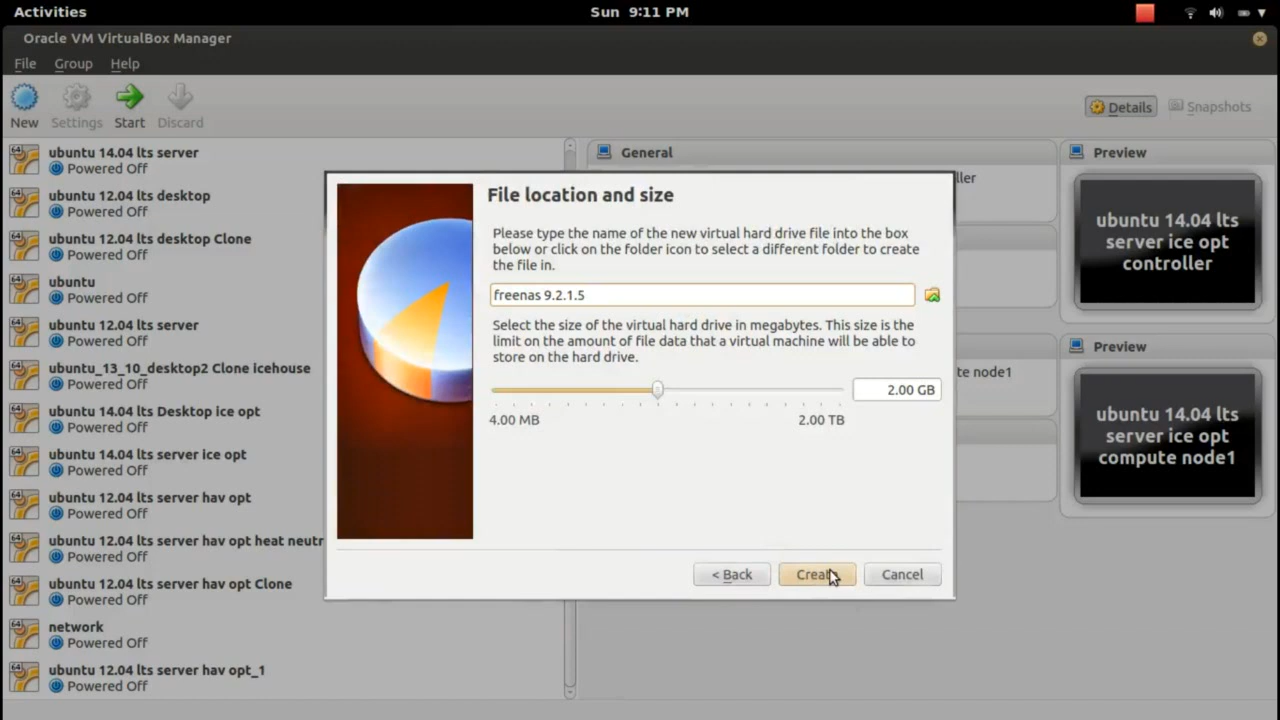 Activities
Sun 9:11 PM
Oracle VM VirtualBox Manager
File Group Help
New Settings Start Discard
Details Snapshots
ubuntu 14.04 lts server
Powered Off
ubuntu 12.04 lts desktop
Powered Off
ubuntu 12.04 lts desktop Clone
Powered Off
ubuntu
Powered Off
ubuntu 12.04 lts server
Powered Off
ubuntu_13_10_desktop2 Clone icehouse
Powered Off
ubuntu 14.04 lts Desktop ice opt
Powered Off
ubuntu 14.04 lts server ice opt
Powered Off
ubuntu 12.04 lts server hav opt
Powered Off
ubuntu 12.04 lts server hav opt heat neutr
Powered Off
ubuntu 12.04 lts server hav opt Clone
Powered Off
network
Powered Off
ubuntu 12.04 lts server hav opt_1
Powered Off
General
ller
te node1
Preview
ubuntu 14.04 lts
server ice opt
controller
Preview
ubuntu 14.04 lts
server ice opt
compute node1
File location and size
Please type the name of the new virtual hard drive file into the box
below or click on the folder icon to select a different folder to create
the file in.
freenas 9.2.1.5
Select the size of the virtual hard drive in megabytes. This size is the
limit on the amount of file data that a virtual machine will be able to
store on the hard drive.
2.00 GB
4.00 MB 2.00 TB
< Back Create Cancel